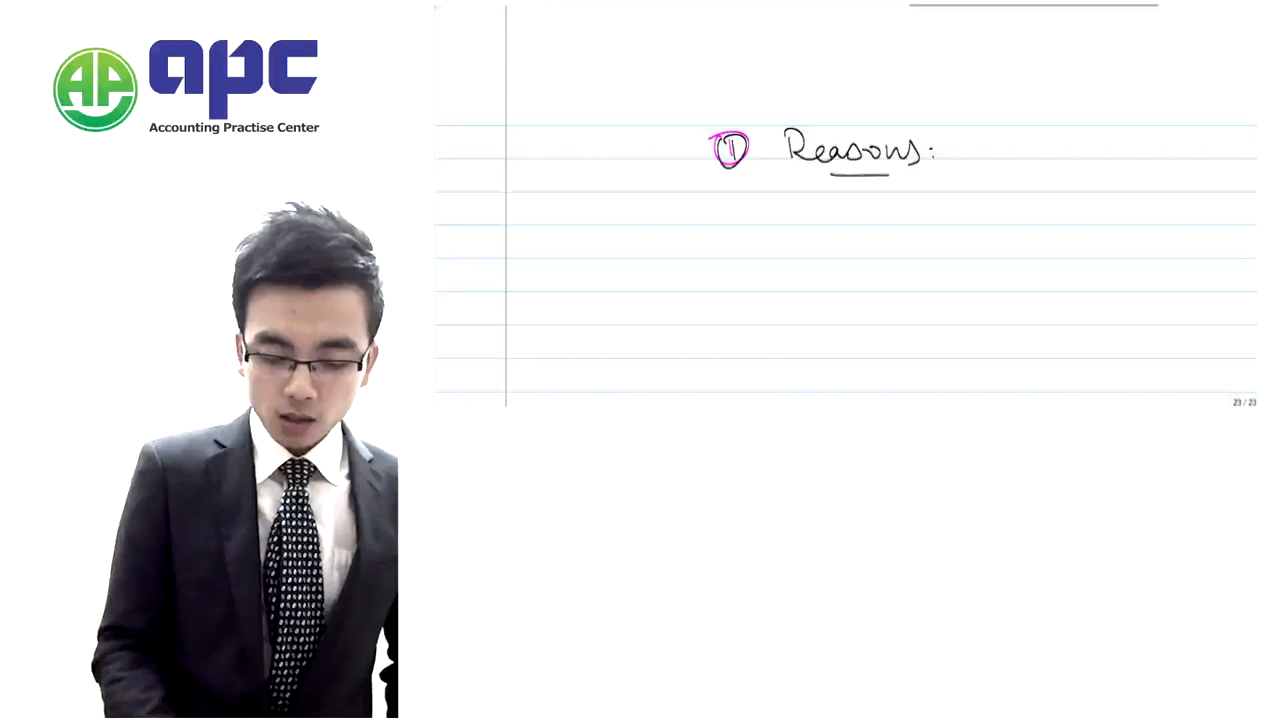 AP
apc
Accounting Practise Center
① Reasons:
23 / 23